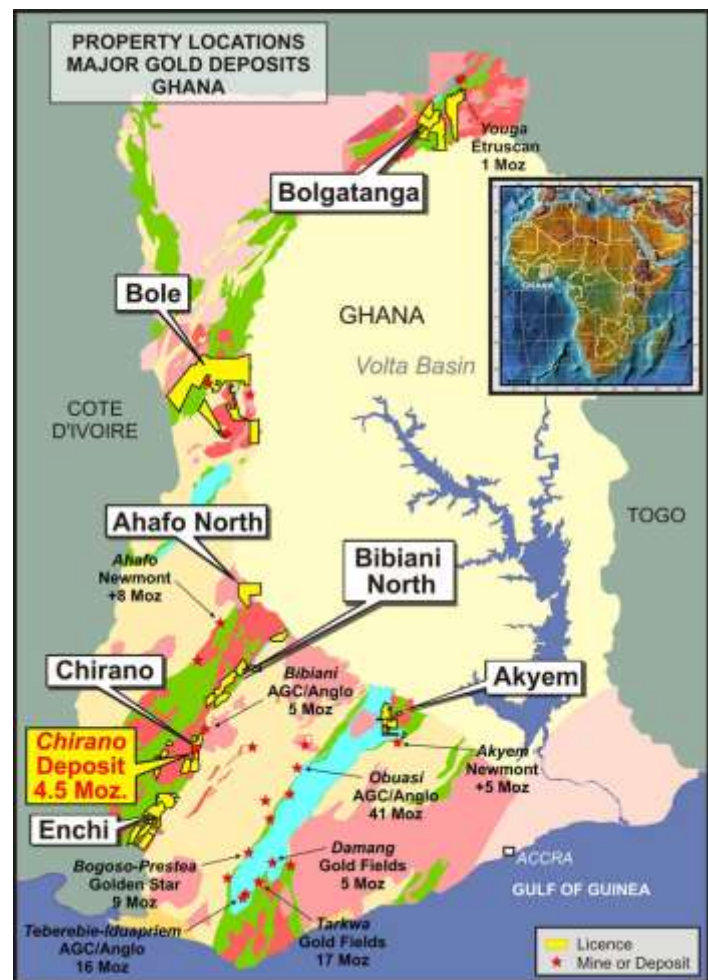 PROPERTY LOCATIONS
MAJOR GOLD DEPOSITS
GHANA
Youga
Etruscan
1 Moz
Bolgatanga
GHANA
Bole
GHANA
Volta Basin
COTE
D'IVOIRE
TOGO
Ahafo North
Ahafo
Newmont
+8 Moz
Bibiani
North
Chirano
Bibiani
AGC/Anglo
5 Moz
Akyem
Chirano
Deposit
4.5 Moz.
Akyem
Newmont
+5 Moz
Obuasi
AGC/Anglo
41 Moz
Enchi
Bogoso-Prestea
Golden Star
9 Moz
Damang
Gold Fields
5 Moz
ACCRA
GULF OF GUINEA
Teberebie-Iduapriem
AGC/Anglo
16 Moz
Tarkwa
Gold Fields
17 Moz
Licence
Mine or Deposit